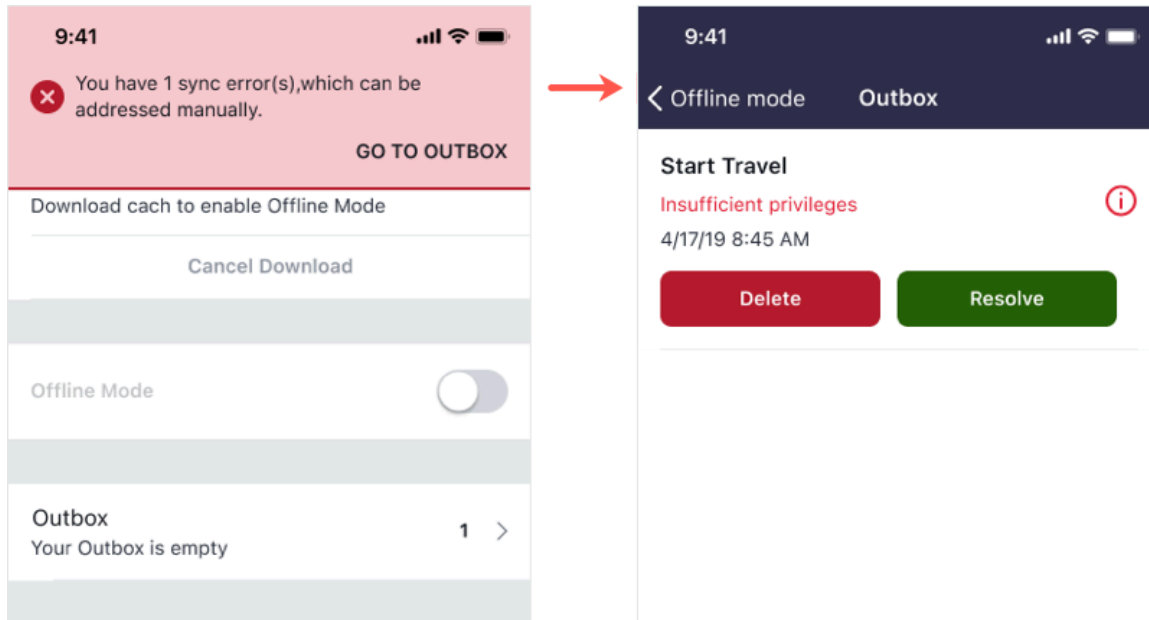 9:41
You have 1 sync error(s),which can be
addressed manually.
GO TO OUTBOX
Download cach to enable Offline Mode
Cancel Download
Offline Mode
Outbox
1
Your Outbox is empty
9:41
Offline mode
Outbox
Start Travel
Insufficient privileges
4/17/19 8:45 AM
Delete
Resolve